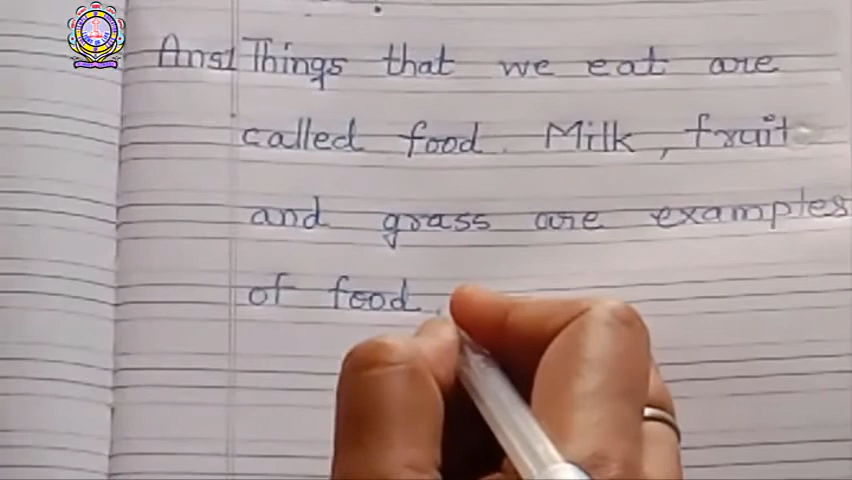 Ans1 Things that we eat are
called food. Milk, fruit
and grass are examples
of food.